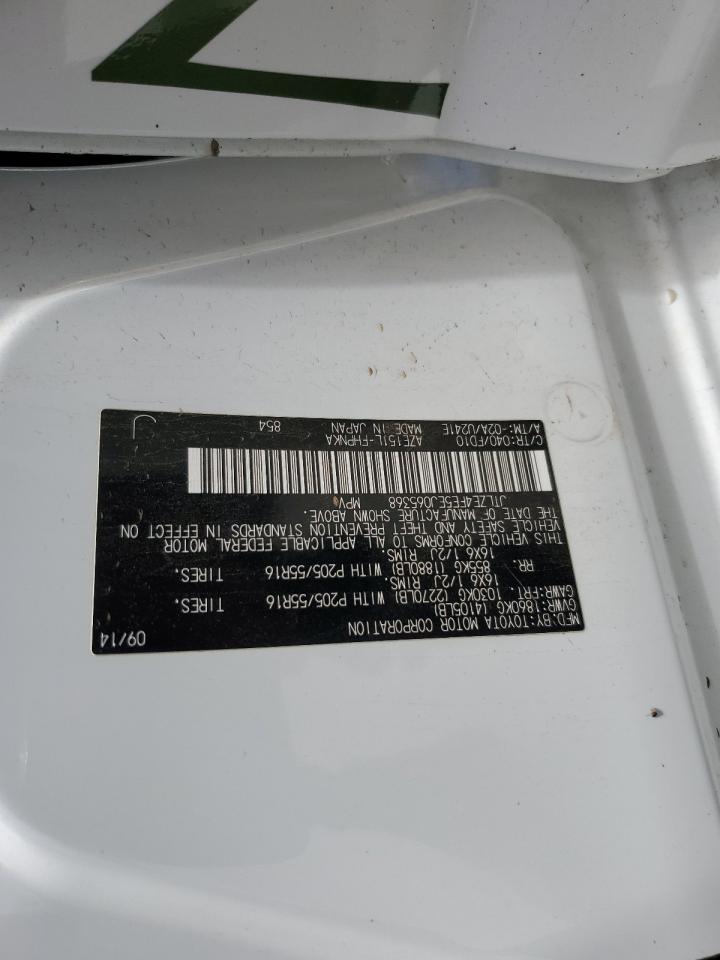 MFD.BY:TOYOTA MOTOR CORPORATION 09/14
GVWR:1860KG (4105LB)
GAWR:FRT. 1030KG (2270LB) WITH P205/55R16 TIRES.
16X6 1/2J RIMS.
RR. 855KG (1880LB) WITH P205/55R16 TIRES.
16X6 1/2J RIMS.
THIS VEHICLE CONFORMS TO ALL APPLICABLE FEDERAL MOTOR
VEHICLE SAFETY AND THEFT PREVENTION STANDARDS IN EFFECT ON
THE DATE OF MANUFACTURE SHOWN ABOVE.
JTLZE4FE5EJ065368 MPV
C/TR:040/FD10 AZE151L-FHPNKA 854
A/TM:-02A/U241E MADE IN JAPAN
J